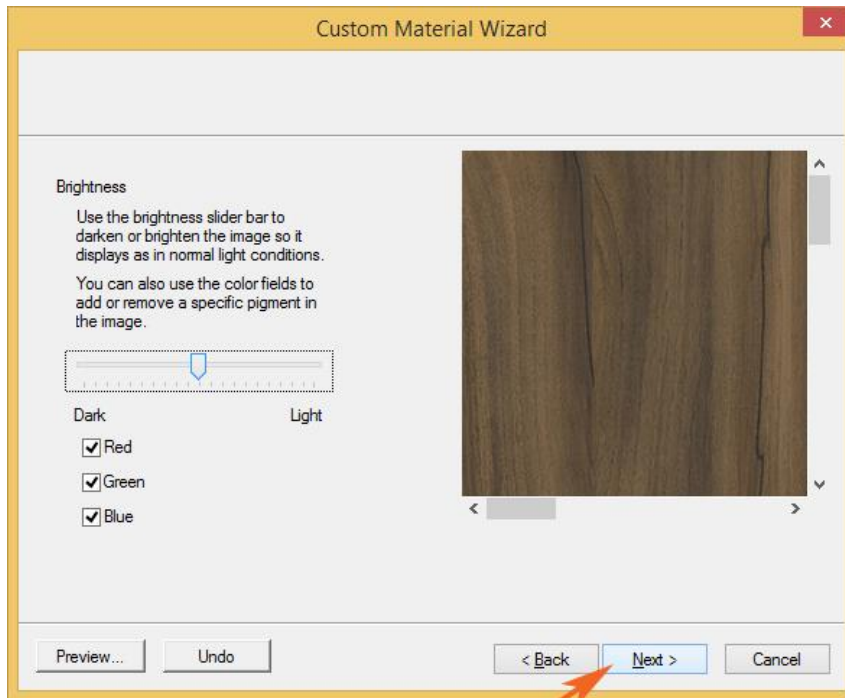 Custom Material Wizard
Brightness
Use the brightness slider bar to
darken or brighten the image so it
displays as in normal light conditions.
You can also use the color fields to
add or remove a specific pigment in
the image.
Dark Light
Red
Green
Blue
Preview... Undo < Back Next > Cancel